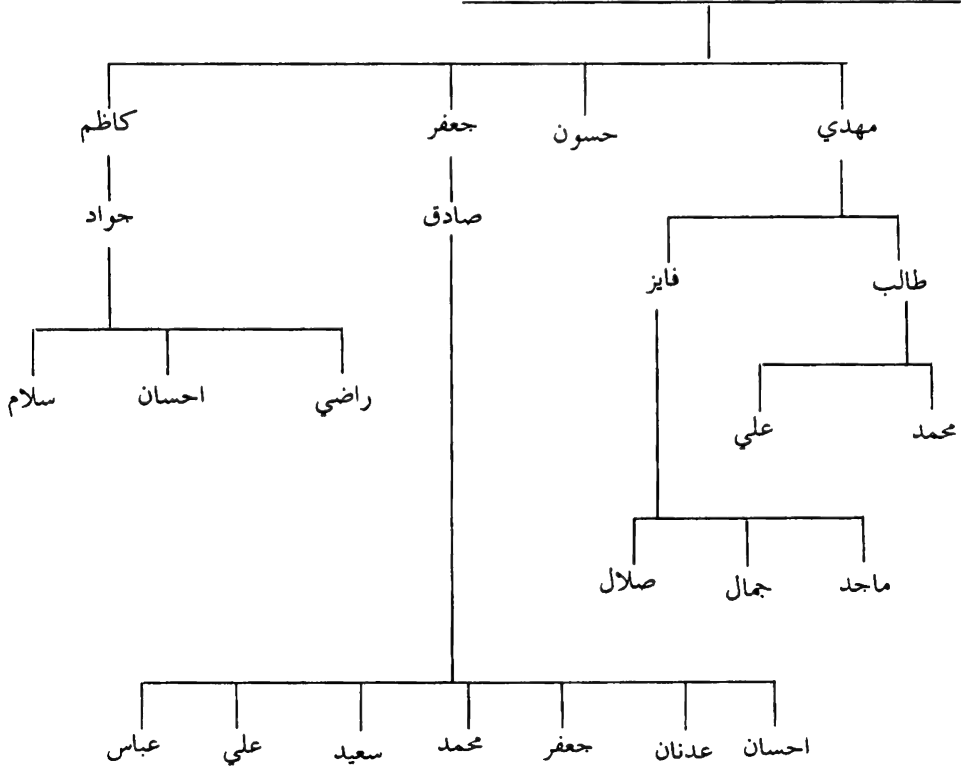 مهدي حسون جعفر كاظم
صادق جواد
طالب فايز
راضي احسان سلام
محمد علي
ماجد جمال صلال
احسان عدنان جعفر محمد سعيد علي عباس